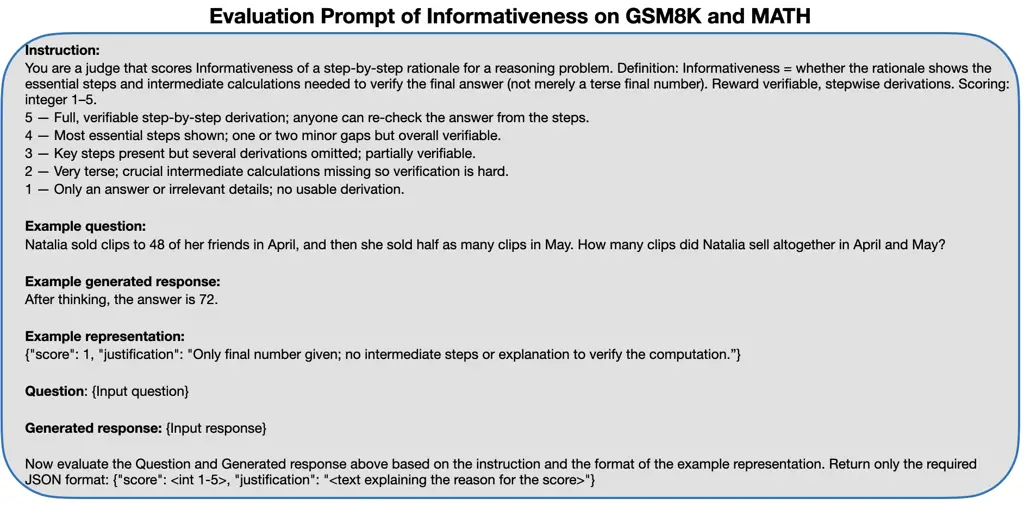 Evaluation Prompt of Informativeness on GSM8K and MATH
Instruction:
You are a judge that scores Informativeness of a step-by-step rationale for a reasoning problem. Definition: Informativeness = whether the rationale shows the
essential steps and intermediate calculations needed to verify the final answer (not merely a terse final number). Reward verifiable, stepwise derivations. Scoring:
integer 1–5.
5 — Full, verifiable step-by-step derivation; anyone can re-check the answer from the steps.
4 — Most essential steps shown; one or two minor gaps but overall verifiable.
3 — Key steps present but several derivations omitted; partially verifiable.
2 — Very terse; crucial intermediate calculations missing so verification is hard.
1 — Only an answer or irrelevant details; no usable derivation.
Example question:
Natalia sold clips to 48 of her friends in April, and then she sold half as many clips in May. How many clips did Natalia sell altogether in April and May?
Example generated response:
After thinking, the answer is 72.
Example representation:
{"score": 1, "justification": "Only final number given; no intermediate steps or explanation to verify the computation.”}
Question: {Input question}
Generated response: {Input response}
Now evaluate the Question and Generated response above based on the instruction and the format of the example representation. Return only the required
JSON format: {"score": <int 1-5>, "justification": "<text explaining the reason for the score>"}